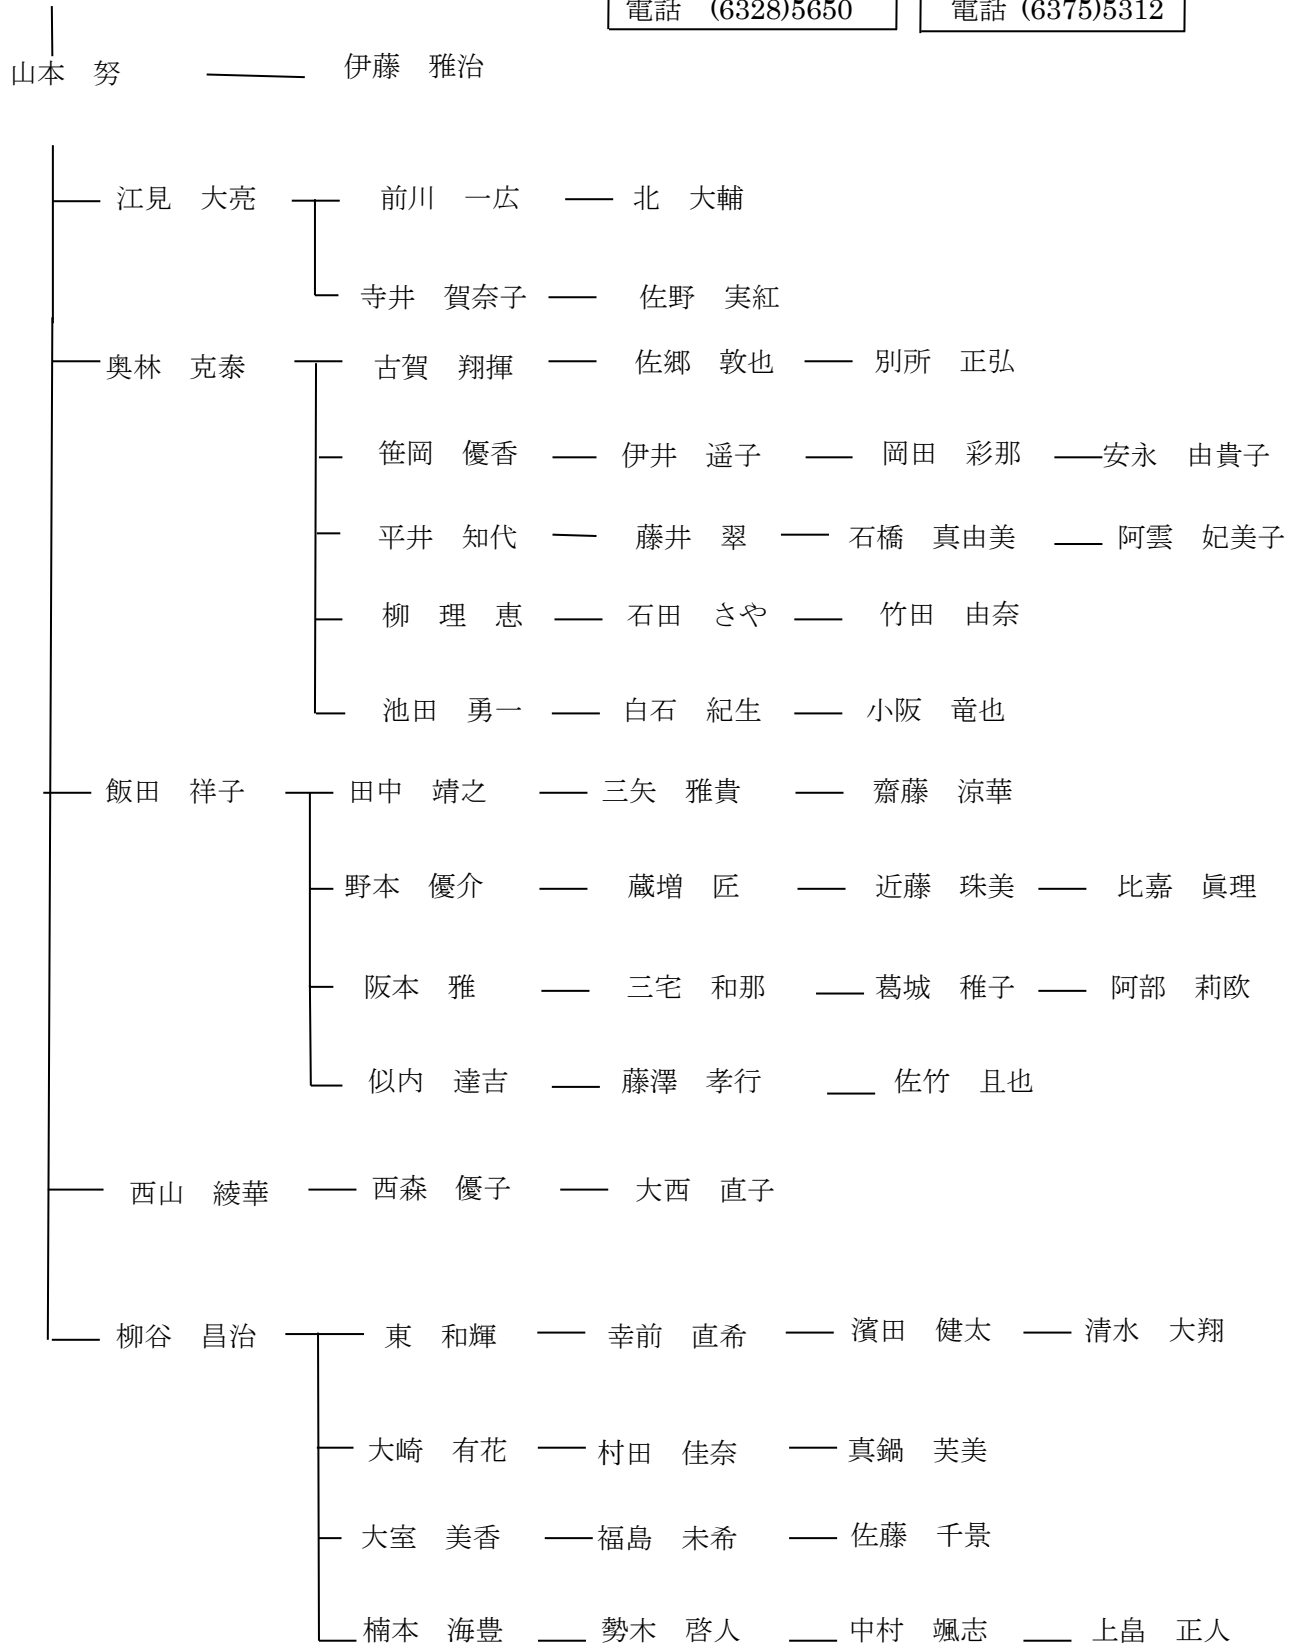 電話　(6328)5650　電話 (6375)5312
山本　努　伊藤　雅治
江見　大亮　前川　一広　北　大輔
寺井　賀奈子　佐野　実紅
奥林　克泰　古賀　翔揮　佐郷　敦也　別所　正弘
笹岡　優香　伊井　遥子　岡田　彩那　安永　由貴子
平井　知代　藤井　翠　石橋　真由美　阿雲　妃美子
柳　理　恵　石田　さや　竹田　由奈
池田　勇一　白石　紀生　小阪　竜也
飯田　祥子　田中　靖之　三矢　雅貴　齋藤　涼華
野本　優介　蔵増　匠　近藤　珠美　比嘉　眞理
阪本　雅　三宅　和那　葛城　稚子　阿部　莉欧
似内　達吉　藤澤　孝行　佐竹　且也
西山　綾華　西森　優子　大西　直子
柳谷　昌治　東　和輝　幸前　直希　濱田　健太　清水　大翔
大崎　有花　村田　佳奈　真鍋　芙美
大室　美香　福島　未希　佐藤　千景
楠本　海豊　勢木　啓人　中村　颯志　上畠　正人